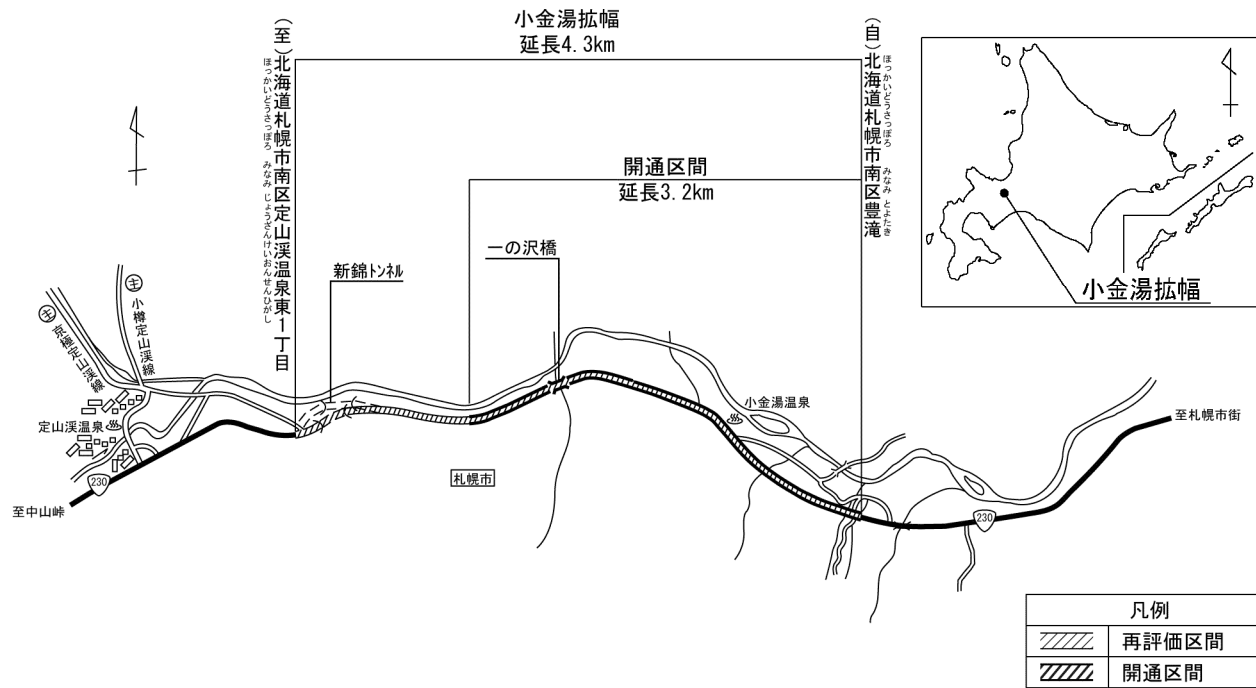 小金湯拡幅
延長4.3km
(至)北海道札幌市南区定山渓温泉東1丁目
ほっかいどうさっぽろ みなみ じょうざんけいおんせんひがし
(自)北海道札幌市南区豊滝
ほっかいどうさっぽろ みなみ とよたき
開通区間
延長3.2km
一の沢橋
新錦トンネル
小金湯拡幅
主
小樽定山渓線
主
京極定山渓線
定山渓温泉
230
至中山峠
札幌市
小金湯温泉
至札幌市街
230
凡例
再評価区間
開通区間